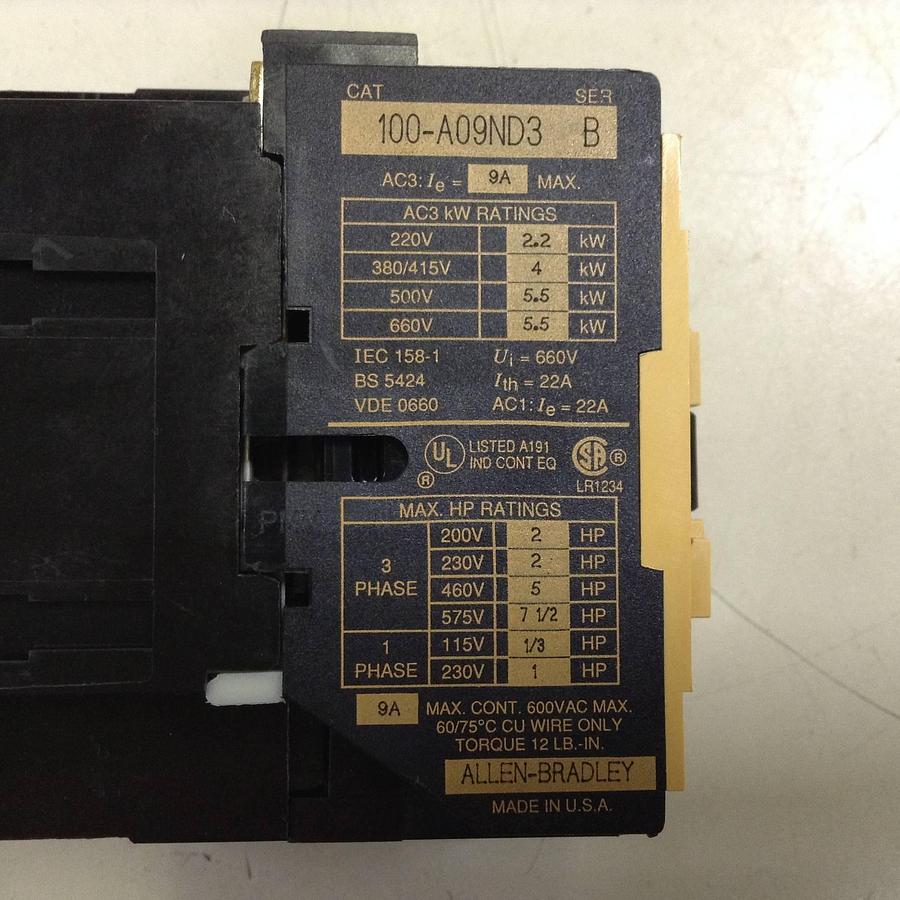 CAT SER
100-A09ND3 B
AC3: Ie = 9A MAX.
AC3 kW RATINGS
220V 2.2 kW
380/415V 4 kW
500V 5.5 kW
660V 5.5 kW
IEC 158-1 Ui = 660V
BS 5424 Ith = 22A
VDE 0660 AC1: Ie = 22A
UL ® LISTED A191
IND CONT EQ
SA ®
LR1234
MAX. HP RATINGS
3 PHASE
200V 2 HP
230V 2 HP
460V 5 HP
575V 7 1/2 HP
1 PHASE
115V 1/3 HP
230V 1 HP
9A MAX. CONT. 600VAC MAX.
60/75°C CU WIRE ONLY
TORQUE 12 LB.-IN.
ALLEN-BRADLEY
MADE IN U.S.A.